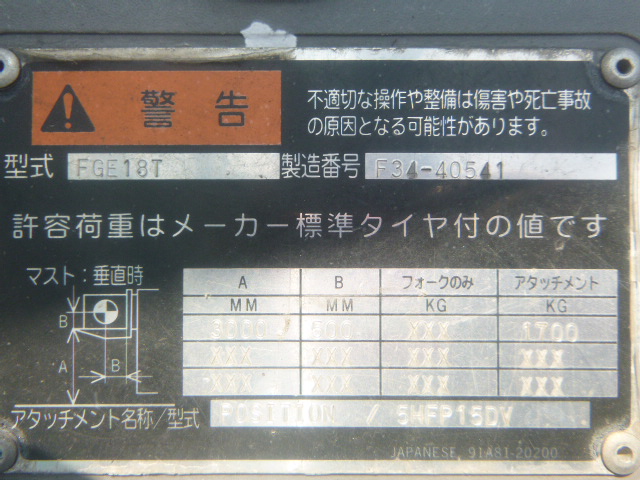 警告
不適切な操作や整備は傷害や死亡事故
の原因となる可能性があります。
型式 FGE18T 製造番号 F34-40541
許容荷重はメーカー標準タイヤ付の値です
マスト:垂直時
A B フォークのみ アタッチメント
MM MM KG KG
3000 500 XXX 1700
XXX XXX XXX XXX
XXX XXX XXX XXX
B
A
B
アタッチメント名称/型式 POSITION / 5MFP15DV
JAPANESE 91A81-20200